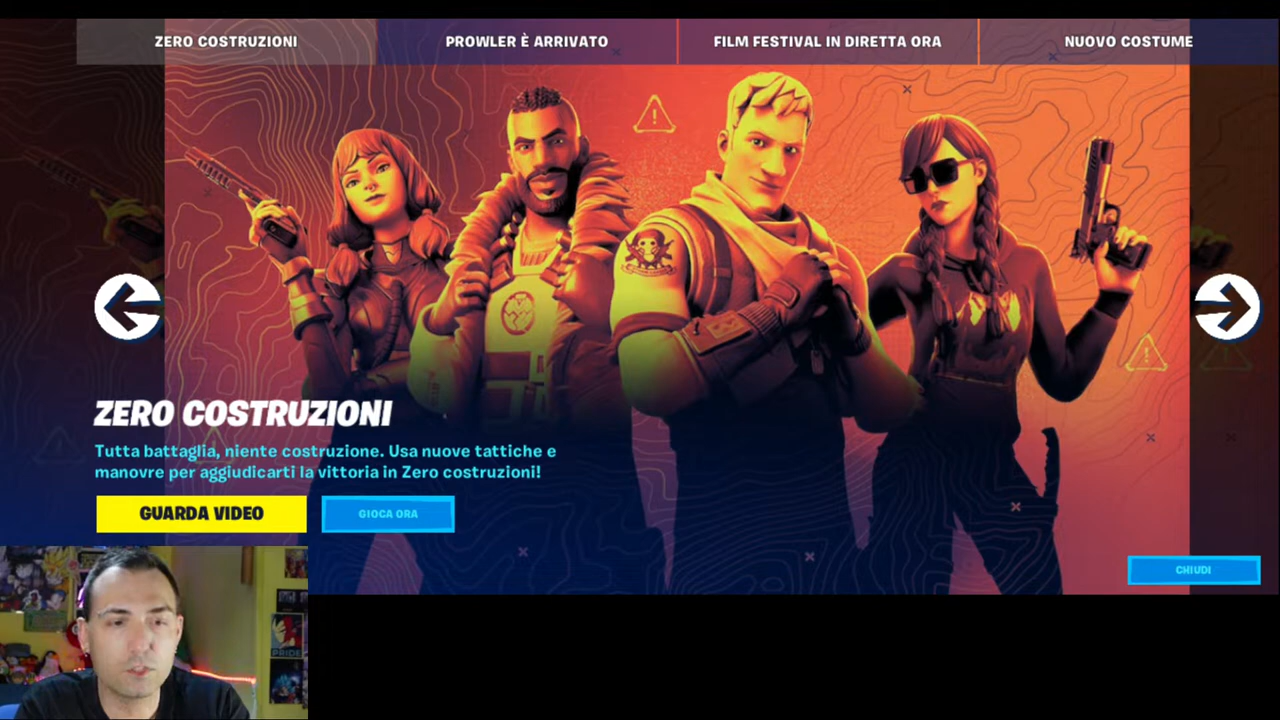 ZERO COSTRUZIONI
PROWLER È ARRIVATO
FILM FESTIVAL IN DIRETTA ORA
NUOVO COSTUME
ZERO COSTRUZIONI
Tutta battaglia, niente costruzione. Usa nuove tattiche e
manovre per aggiudicarti la vittoria in Zero costruzioni!
GUARDA VIDEO
GIOCA ORA
CHIUDI
PRIDE